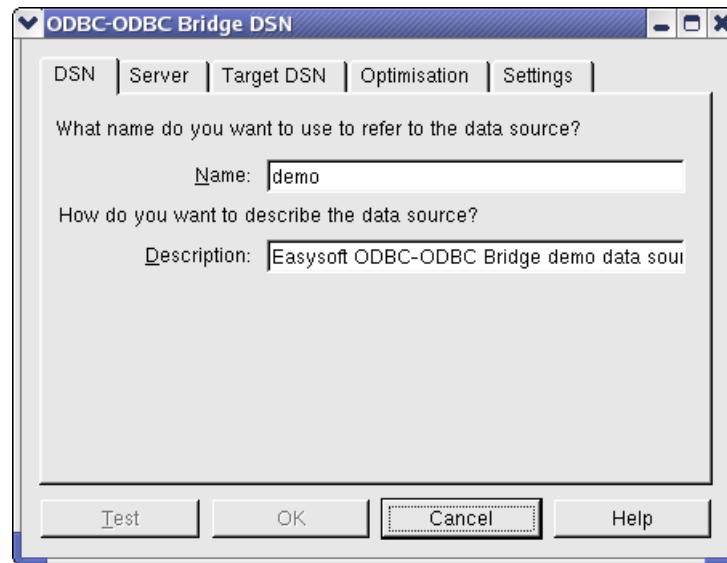 ODBC-ODBC Bridge DSN
DSN Server Target DSN Optimisation Settings
What name do you want to use to refer to the data source?
Name: demo
How do you want to describe the data source?
Description: Easysoft ODBC-ODBC Bridge demo data
Test OK Cancel Help